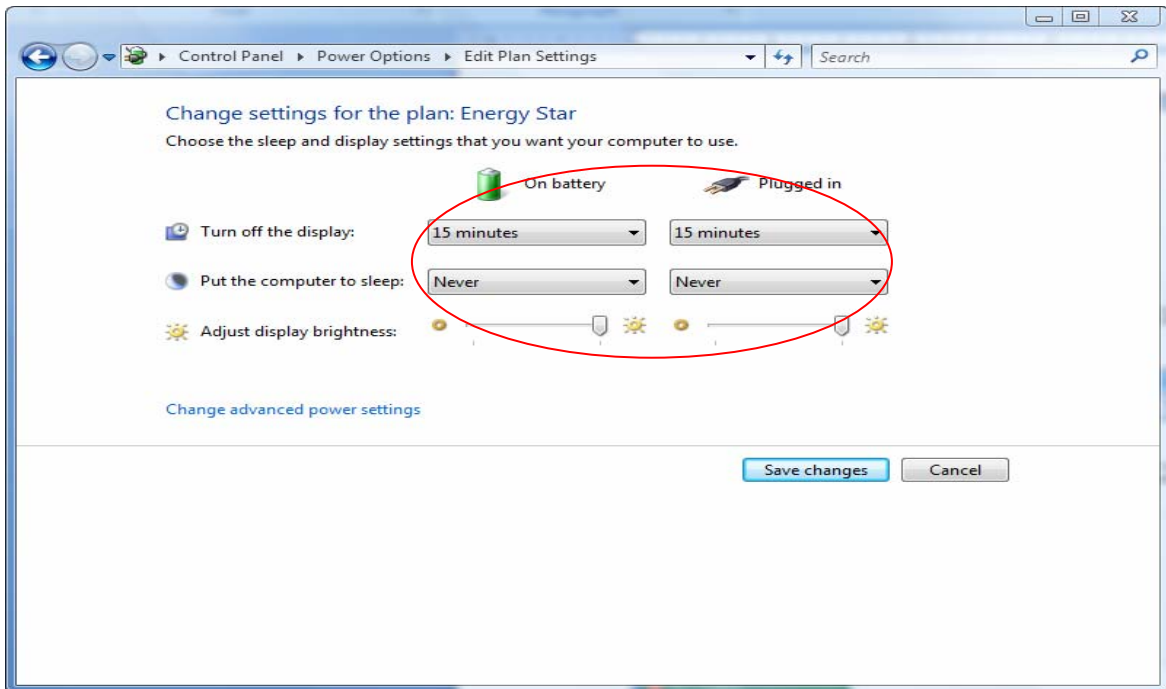 Control Panel Power Options Edit Plan Settings Search
Change settings for the plan: Energy Star
Choose the sleep and display settings that you want your computer to use.
On battery Plugged in
Turn off the display: 15 minutes 15 minutes
Put the computer to sleep: Never Never
Adjust display brightness:
Change advanced power settings
Save changes Cancel